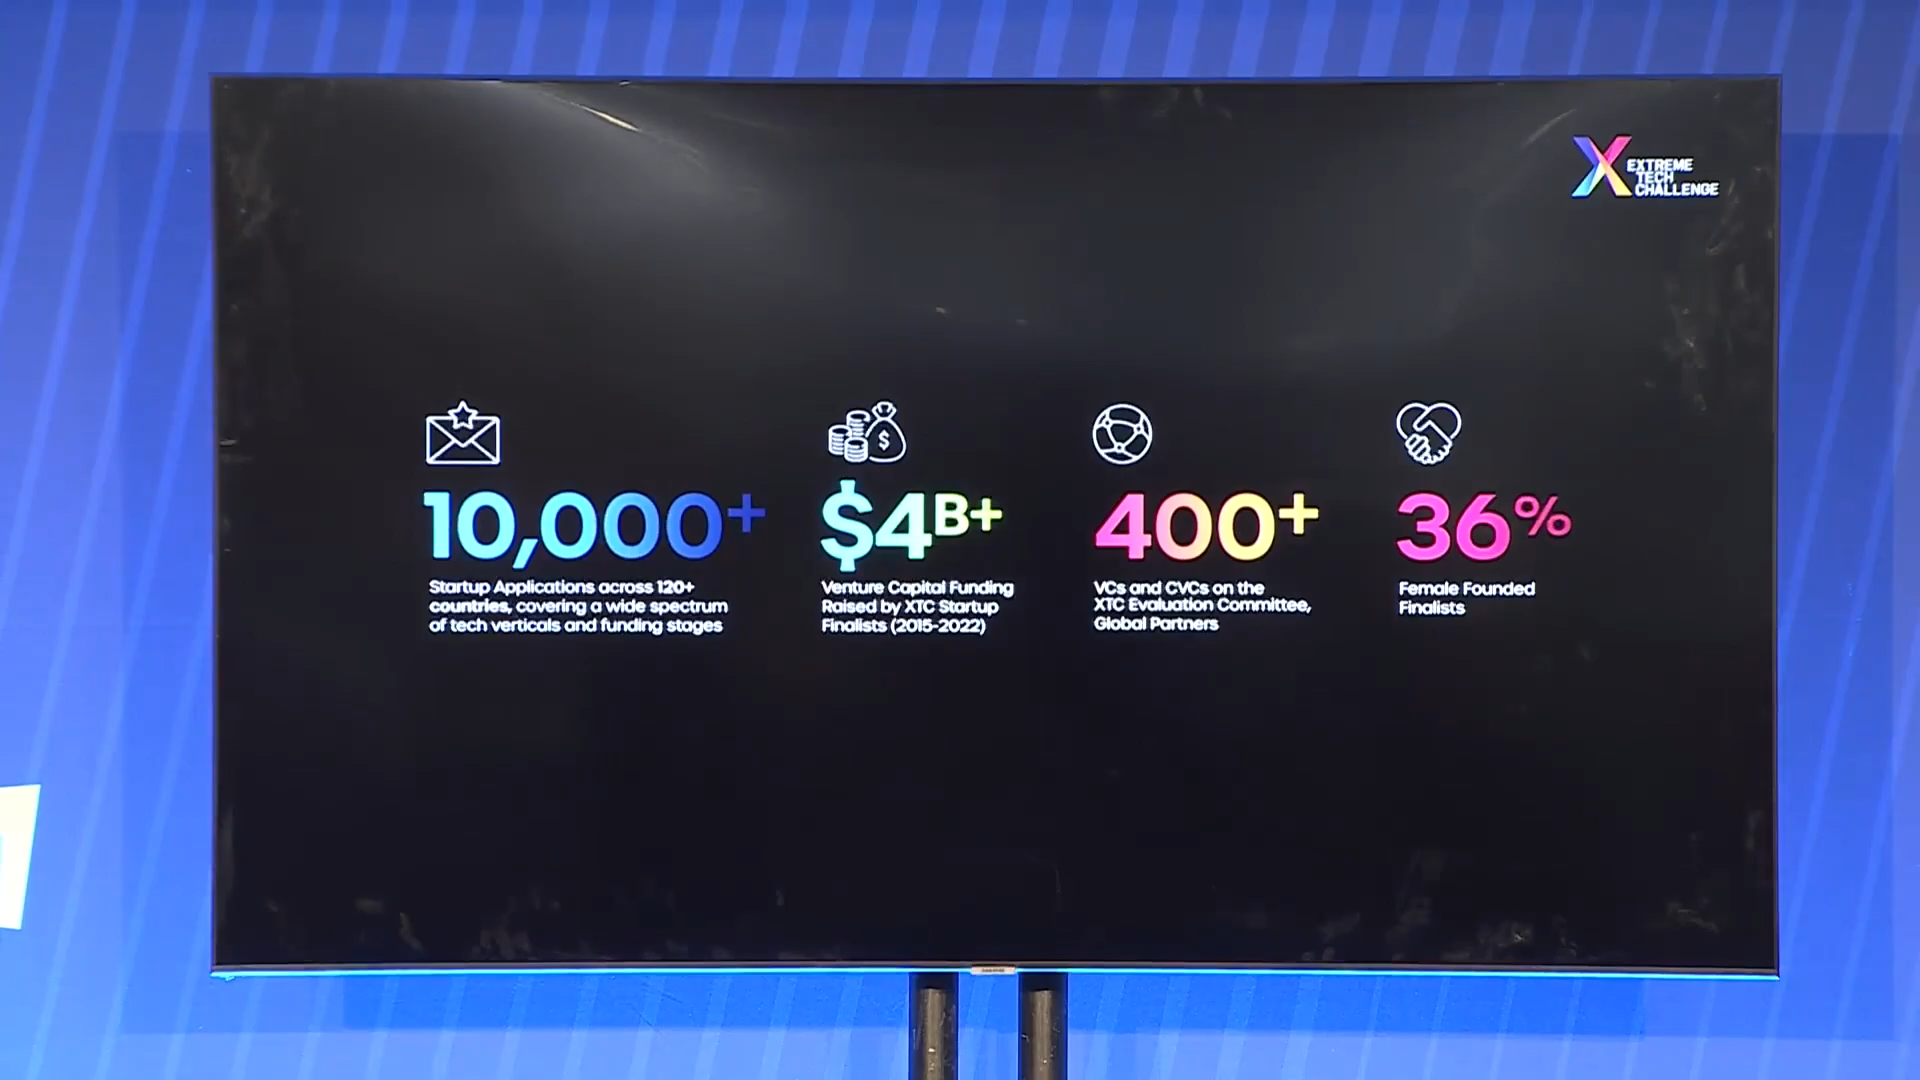 EXTREME
TECH
CHALLENGE
10,000+
Startup Applications across 120+
countries, covering a wide spectrum
of tech verticals and funding stages
$4B+
Venture Capital Funding
Raised by XTC Startup
Finalists (2015-2022)
400+
VCs and CVCs on the
XTC Evaluation Committee,
Global Partners
36%
Female Founded
Finalists